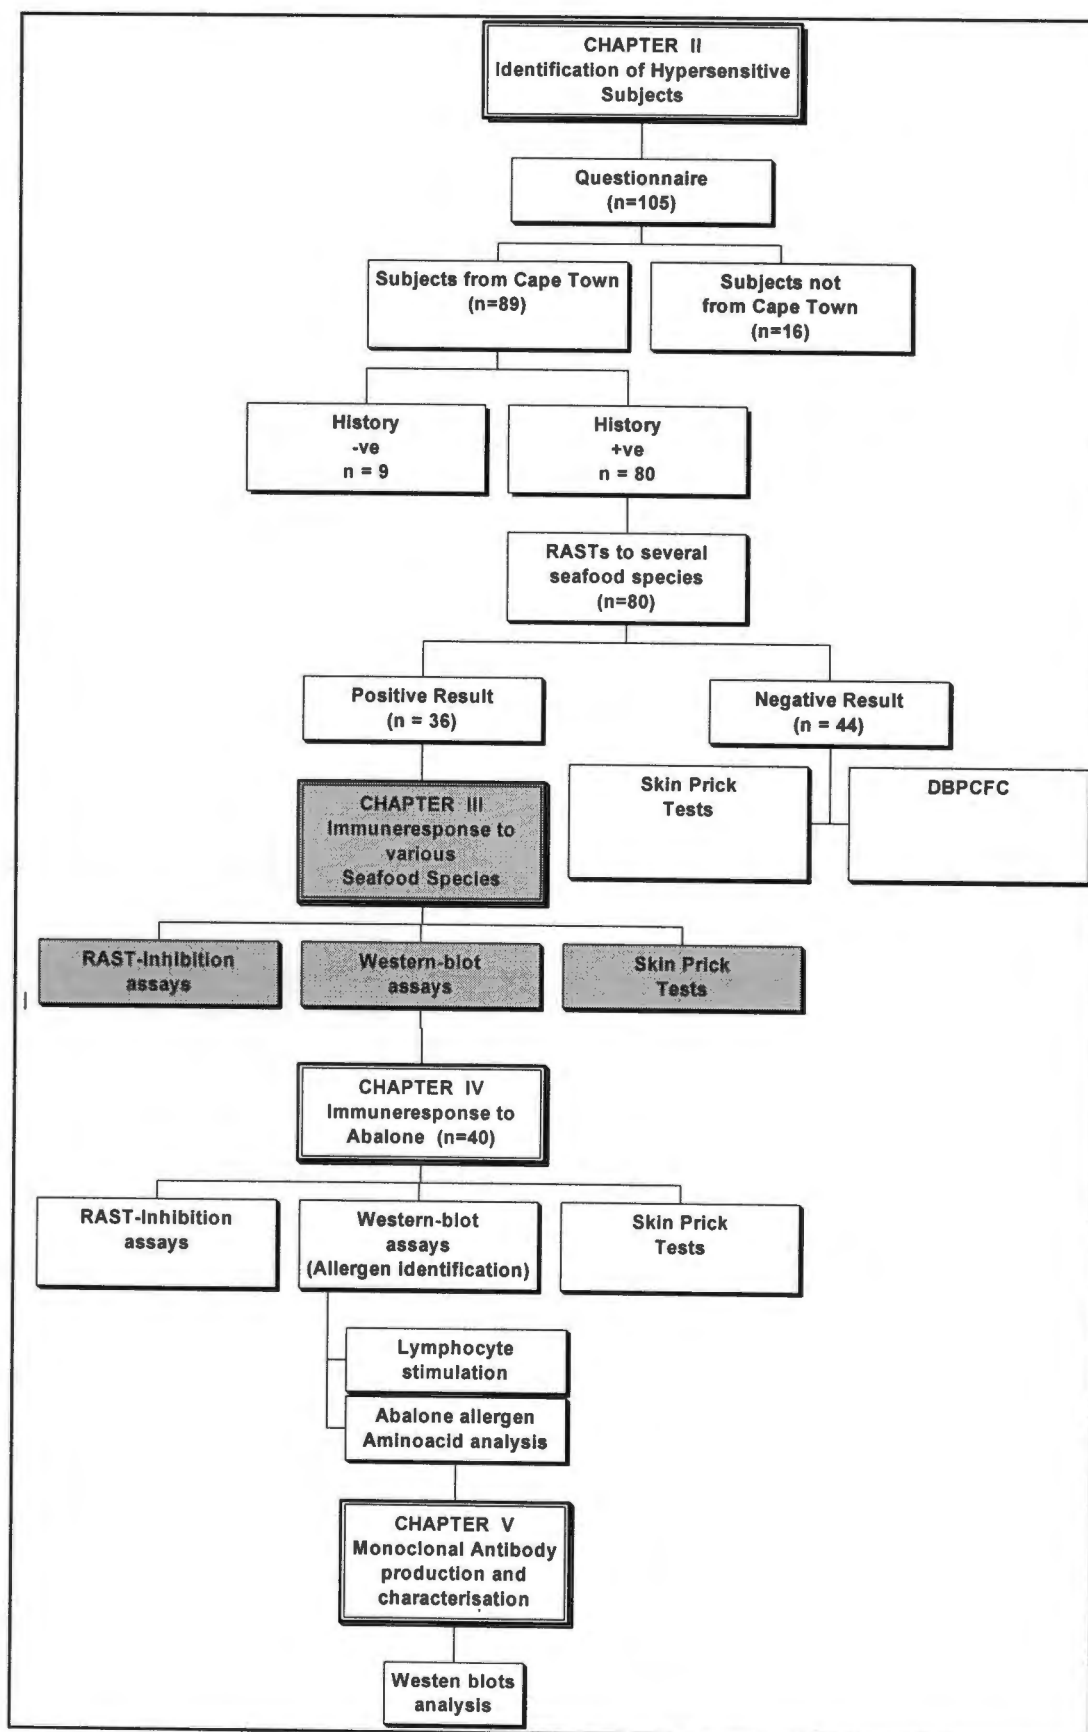 CHAPTER II
Identification of Hypersensitive
Subjects
Questionnaire
(n=105)
Subjects from Cape Town
(n=89)
Subjects not
from Cape Town
(n=16)
History
-ve
n = 9
History
+ve
n = 80
RASTs to several
seafood species
(n=80)
Positive Result
(n = 36)
Negative Result
(n = 44)
Skin Prick
Tests
DBPCFC
CHAPTER III
Immuneresponse to
various
Seafood Species
RAST-Inhibition
assays
Western-blot
assays
Skin Prick
Tests
CHAPTER IV
Immuneresponse to
Abalone (n=40)
RAST-Inhibition
assays
Western-blot
assays
(Allergen identification)
Skin Prick
Tests
Lymphocyte
stimulation
Abalone allergen
Aminoacid analysis
CHAPTER V
Monoclonal Antibody
production and
characterisation
Westen blots
analysis